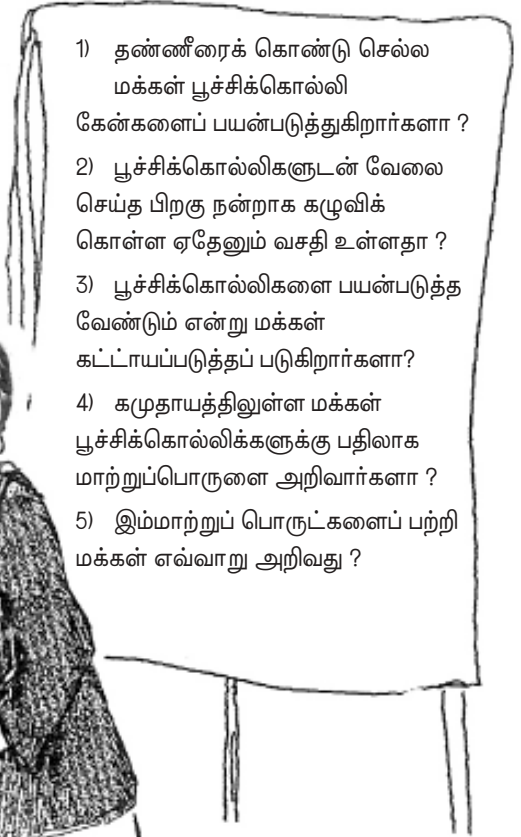 1) தண்ணீரைக் கொண்டு செல்ல
மக்கள் பூச்சிக்கொல்லி
கேன்களைப் பயன்படுத்துகிறார்களா ?
2) பூச்சிக்கொல்லிகளுடன் வேலை
செய்த பிறகு நன்றாக கழுவிக்
கொள்ள ஏதேனும் வசதி உள்ளதா ?
3) பூச்சிக்கொல்லிகளை பயன்படுத்த
வேண்டும் என்று மக்கள்
கட்டாயப்படுத்தப் படுகிறார்களா?
4) கமுதாயத்திலுள்ள மக்கள்
பூச்சிக்கொல்லிக்களுக்கு பதிலாக
மாற்றுப்பொருளை அறிவார்களா ?
5) இம்மாற்றுப் பொருட்களைப் பற்றி
மக்கள் எவ்வாறு அறிவது ?